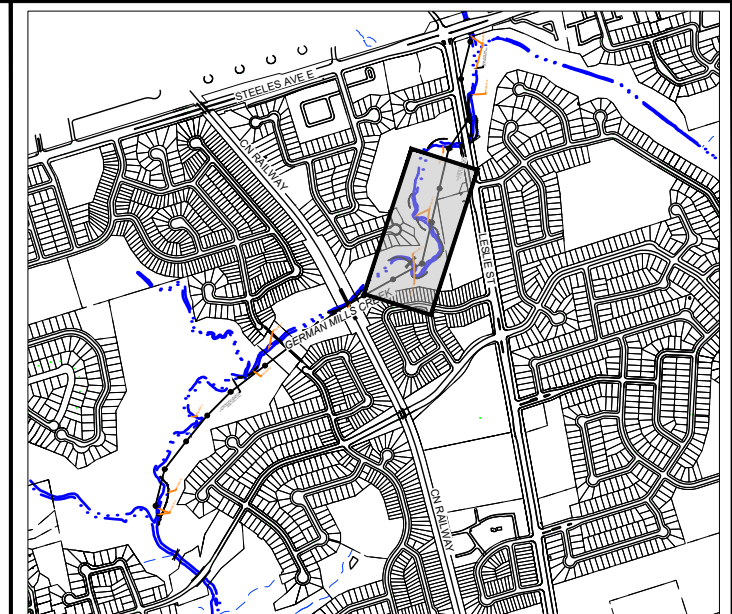 STEELES AVE E
CN RAILWAY
LESLIE ST
GERMAN MILLS CREEK
CN RAILWAY